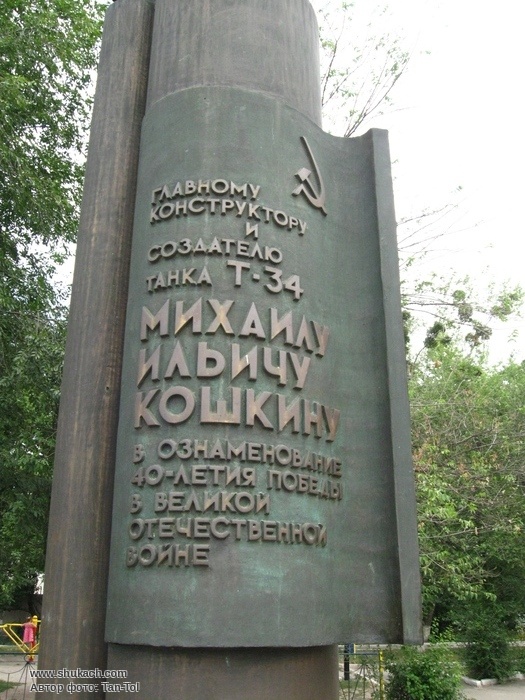 ГЛАВНОМУ
КОНСТРУКТОРУ
И
СОЗДАТЕЛЮ
ТАНКА Т-34
МИХАИЛУ
ИЛЬИЧУ
КОШКИНУ
В ОЗНАМЕНОВАНИЕ
40-ЛЕТИЯ ПОБЕДЫ
В ВЕЛИКОЙ
ОТЕЧЕСТВЕННОЙ
ВОЙНЕ
www.shukach.com
Автор фото: Tan-Tol